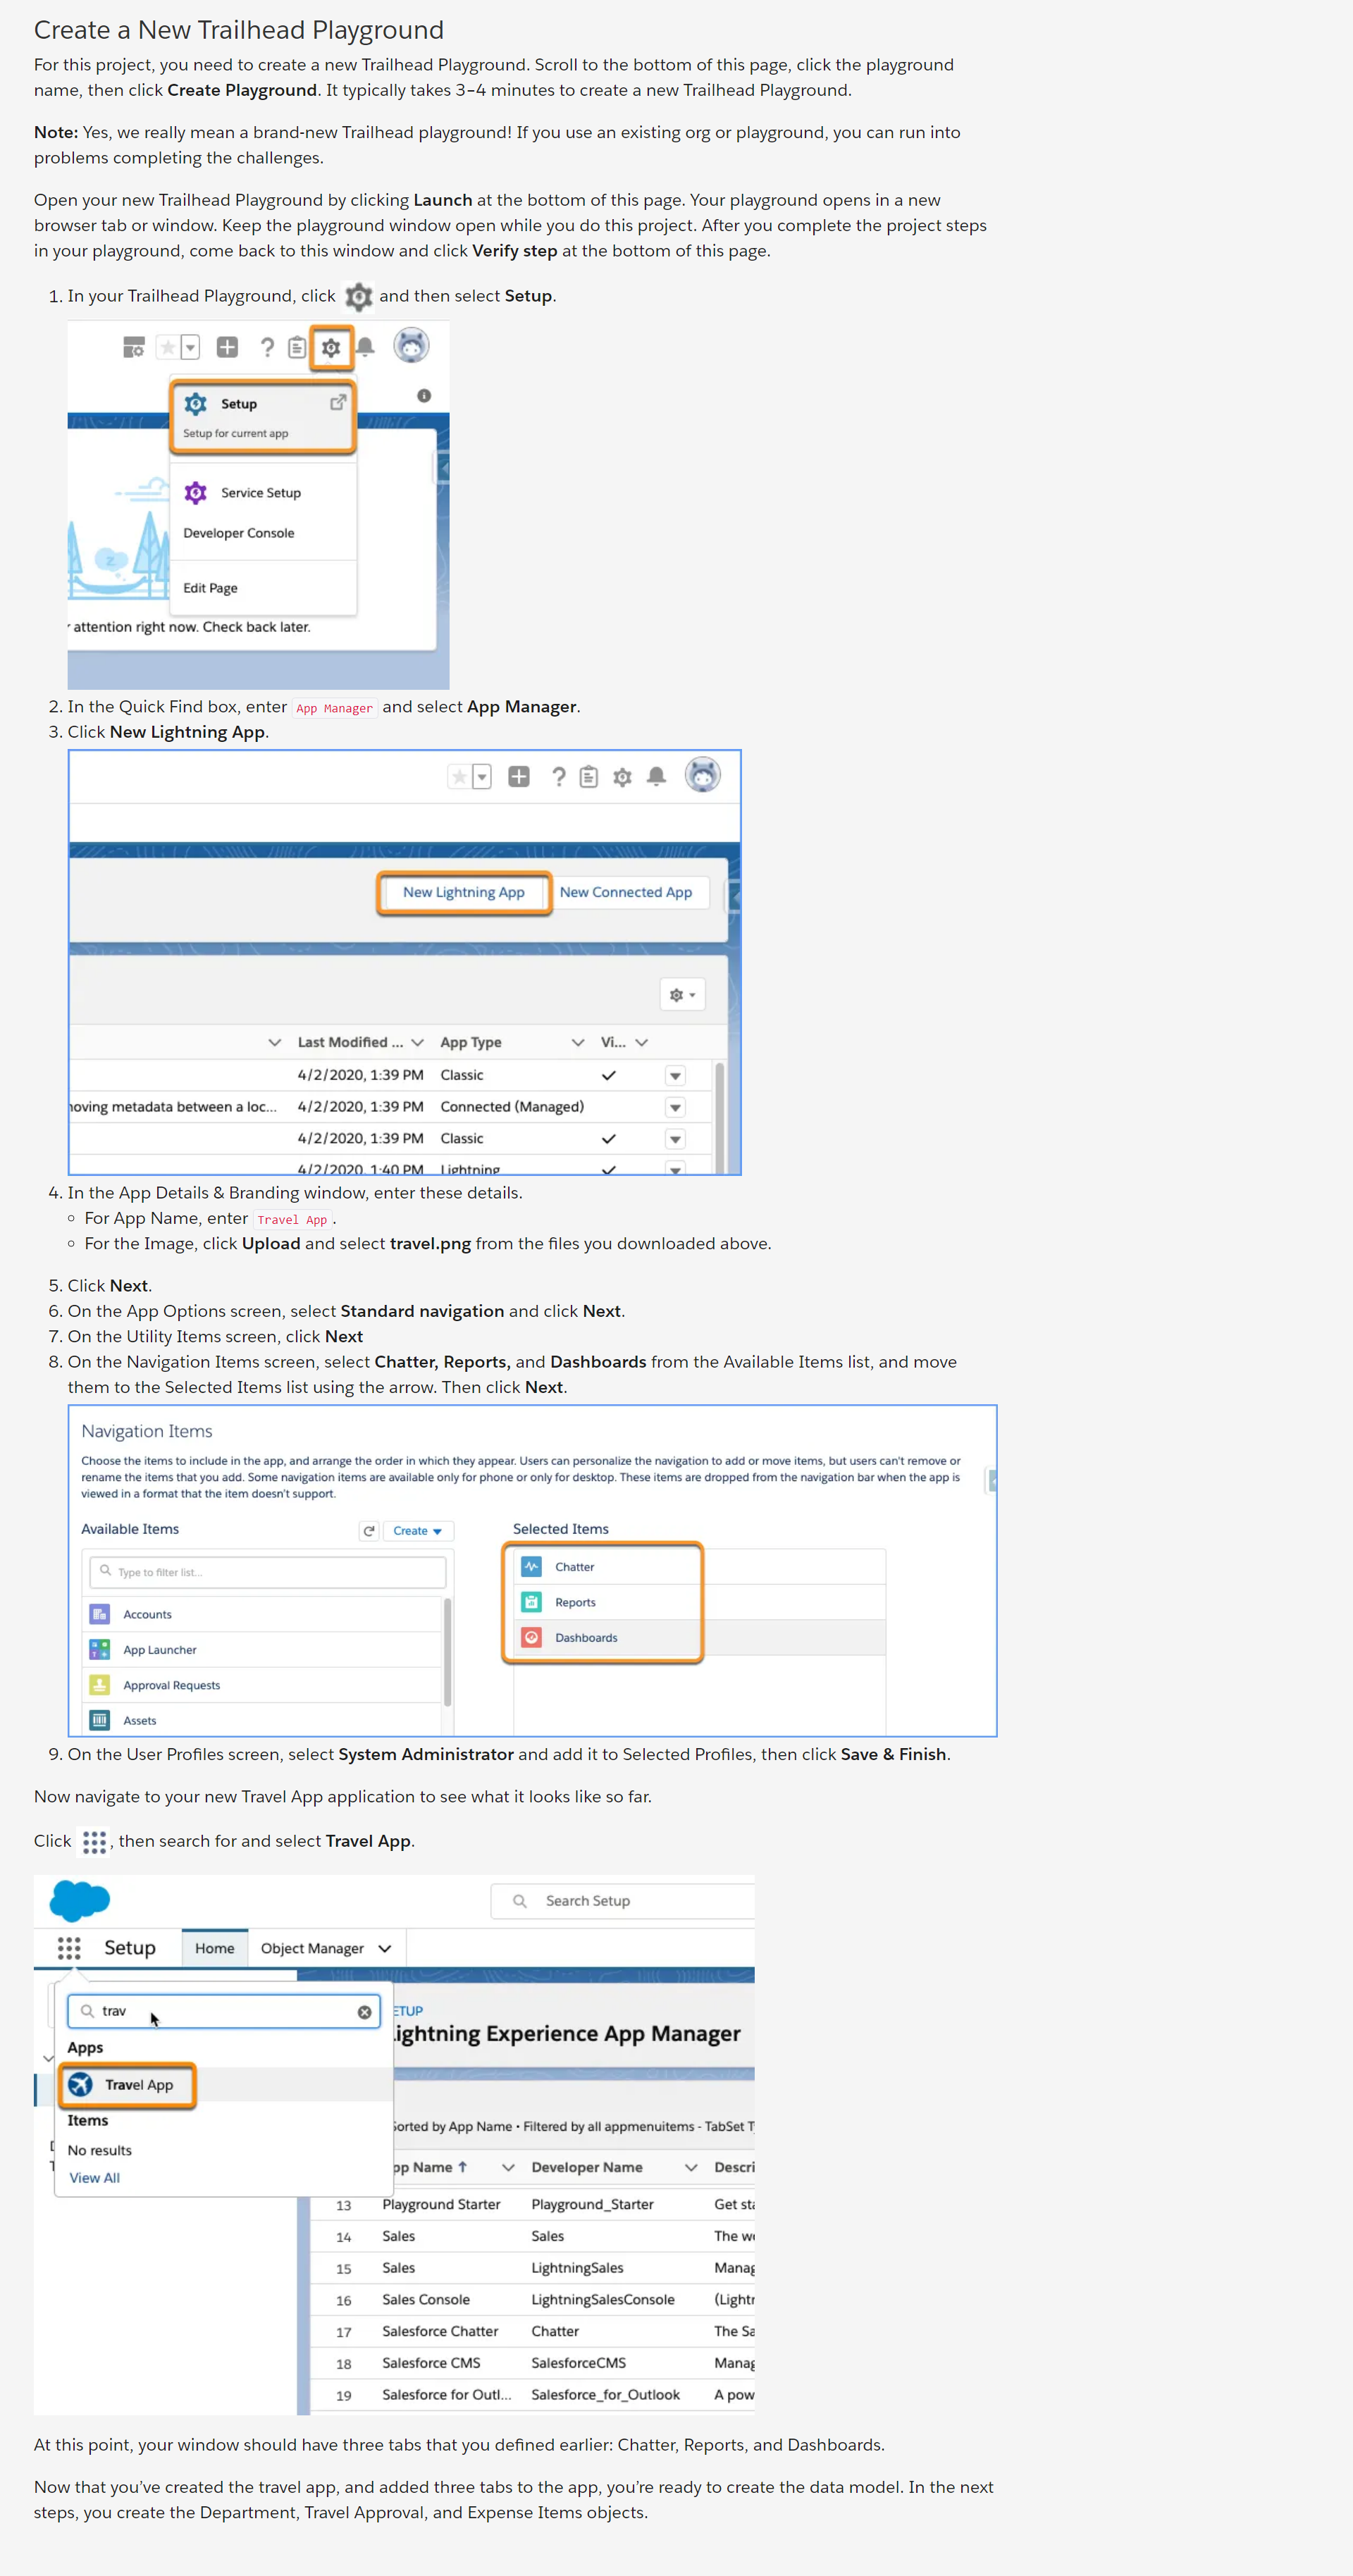 Create a New Trailhead Playground
For this project, you need to create a new Trailhead Playground. Scroll to the bottom of this page, click the playground
name, then click Create Playground. It typically takes 3–4 minutes to create a new Trailhead Playground.
Note: Yes, we really mean a brand-new Trailhead playground! If you use an existing org or playground, you can run into
problems completing the challenges.
Open your new Trailhead Playground by clicking Launch at the bottom of this page. Your playground opens in a new
browser tab or window. Keep the playground window open while you do this project. After you complete the project steps
in your playground, come back to this window and click Verify step at the bottom of this page.
1. In your Trailhead Playground, click and then select Setup.
Setup
Setup for current app
Service Setup
Developer Console
Edit Page
attention right now. Check back later.
2. In the Quick Find box, enter App Manager and select App Manager.
3. Click New Lightning App.
New Lightning App New Connected App
Last Modified ... App Type Vi...
4/2/2020, 1:39 PM Classic
noving metadata between a loc... 4/2/2020, 1:39 PM Connected (Managed)
4/2/2020, 1:39 PM Classic
4/2/2020, 1:40 PM Lightning
4. In the App Details & Branding window, enter these details.
For App Name, enter Travel App .
For the Image, click Upload and select travel.png from the files you downloaded above.
5. Click Next.
6. On the App Options screen, select Standard navigation and click Next.
7. On the Utility Items screen, click Next
8. On the Navigation Items screen, select Chatter, Reports, and Dashboards from the Available Items list, and move
them to the Selected Items list using the arrow. Then click Next.
Navigation Items
Choose the items to include in the app, and arrange the order in which they appear. Users can personalize the navigation to add or move items, but users can't remove or
rename the items that you add. Some navigation items are available only for phone or only for desktop. These items are dropped from the navigation bar when the app is
viewed in a format that the item doesn't support.
Available Items Create Selected Items
Type to filter list...
Chatter
Accounts
Reports
App Launcher
Dashboards
Approval Requests
Assets
9. On the User Profiles screen, select System Administrator and add it to Selected Profiles, then click Save & Finish.
Now navigate to your new Travel App application to see what it looks like so far.
Click , then search for and select Travel App.
Search Setup
Setup Home Object Manager
trav
ETUP
Lightning Experience App Manager
Apps
Travel App
Items
No results
View All
Sorted by App Name • Filtered by all appmenuitems - TabSet T
pp Name ↑ Developer Name Descri
13 Playground Starter Playground_Starter Get sta
14 Sales Sales The w
15 Sales LightningSales Manag
16 Sales Console LightningSalesConsole (Light
17 Salesforce Chatter Chatter The Sa
18 Salesforce CMS SalesforceCMS Manag
19 Salesforce for Outl... Salesforce_for_Outlook A pow
At this point, your window should have three tabs that you defined earlier: Chatter, Reports, and Dashboards.
Now that you’ve created the travel app, and added three tabs to the app, you’re ready to create the data model. In the next
steps, you create the Department, Travel Approval, and Expense Items objects.